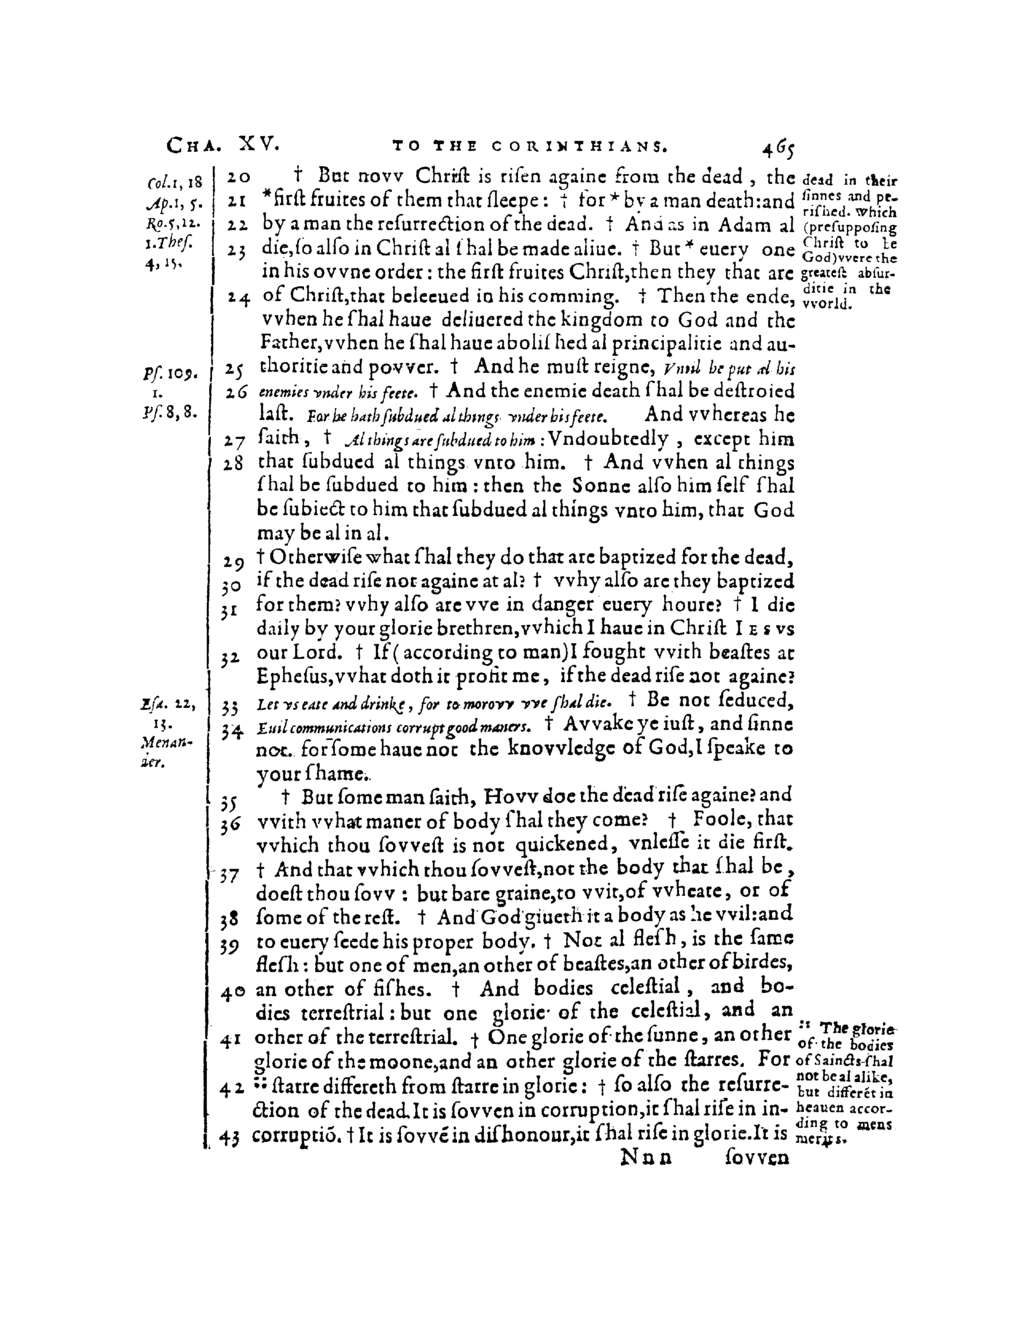 CHA. XV. TO THE CORINTHIANS. 465
Col.1, 18
Ap.1, 5.
Ro.5,12.
1.Thes.
4, 15.
Ps. 109.
1.
Ps. 8, 8.
Esa. 22,
13.
Menan-
der.
20 † But novv Chriſt is riſen againe from the dead , the
21 *firſt fruites of them that ſleepe : † for * by a man death:and
22 by a man the reſurrection of the dead. † And as in Adam al
23 die,ſo alſo in Chriſt al ſhal be made aliue. † But * euery one
in his ovvne order : the firſt fruites Chriſt,then they that are
24 of Chriſt,that beleeued in his comming. † Then the ende,
vvhen he ſhal haue deliuered the kingdom to God and the
Father,vvhen he ſhal haue aboliſhed al principalitie and au-
25 thoritie and povver. † And he muſt reigne, Vntil he put al his
26 enemies vnder his feete. † And the enemie death ſhal be deſtroied
laſt. For he hath ſubdued al things vnder his feete. And vvhereas he
27 ſaith , † Al things are ſubdued to him : Vndoubtedly , except him
28 that ſubdued al things vnto him. † And vvhen al things
ſhal be ſubdued to him : then the Sonne alſo him ſelf ſhal
be ſubiect to him that ſubdued al things vnto him, that God
may be al in al.
29 † Otherwiſe what ſhal they do that are baptized for the dead,
30 if the dead riſe not againe at al? † vvhy alſo are they baptized
31 for them? vvhy alſo are vve in danger euery houre? † I die
daily by your glorie brethren,vvhich I haue in Chriſt IESVS
32 our Lord. † If ( according to man)I fought vvith beaſtes at
Epheſus,vvhat doth it profit me, if the dead riſe not againe?
33 Let vs eate and drinke , for to morovv vve ſhal die. † Be not ſeduced,
34 Euil communications corrupt good maners. † Avvake ye iuſt, and ſinne
not. for ſome haue not the knovvledge of God,I ſpeake to
your ſhame.
35 † But ſome man ſaith, Hovv doe the dead riſe againe? and
36 vvith vvhat maner of body ſhal they come? † Foole, that
vvhich thou ſovveſt is not quickened, vnleſſe it die firſt.
37 † And that vvhich thou ſovveſt,not the body that ſhal be ,
doeſt thou ſovv : but bare graine,to vvit,of vvheate, or of
38 ſome of the reſt. † And God giueth it a body as he vvil:and
39 to euery ſeede his proper body. † Not al fleſh, is the ſame
fleſh : but one of men,an other of beaſtes,an other of birdes,
40 an other of fiſhes. † And bodies celeſtial , and bo-
dies terreſtrial : but one glorie of the celeſtial, and an
41 other of the terreſtrial. † One glorie of the ſunne , an other
glorie of the moone,and an other glorie of the ſtarres. For
42 :: ſtarre differeth from ſtarre in glorie : † ſo alſo the reſurre-
ction of the dead.It is ſovven in corruption,it ſhal riſe in in-
43 corruptiõ. † It is ſovvẽ in diſhonour,it ſhal riſe in glorie.It is
Nnn ſovven
dead in their
ſinnes and pe-
riſhed. which
(preſuppoſing
Chriſt to be
God)vvere the
greateſt abſur-
ditie in the
vvorld.
:: The glorie
of the bodies
of Saincts ſhal
not be al alike,
but differẽt in
heauen accor-
ding to mens
merits.